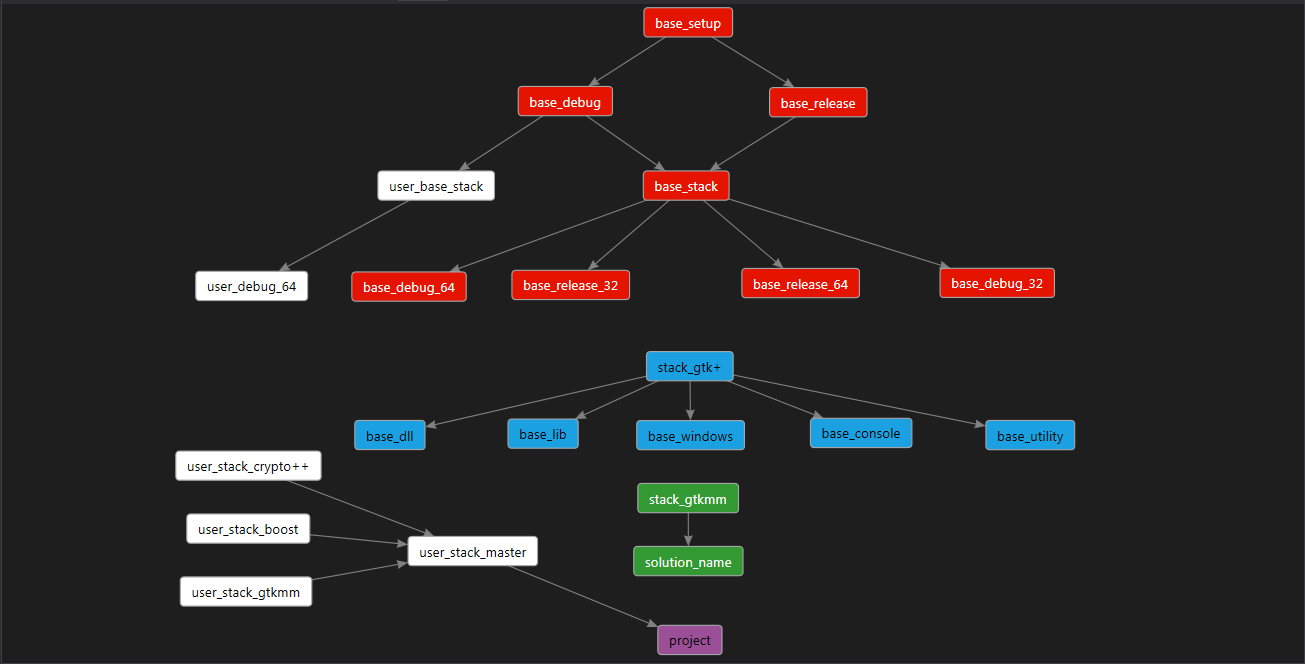 base_setup
base_debug
base_release
user_base_stack
base_stack
user_debug_64
base_debug_64
base_release_32
base_release_64
base_debug_32
stack_gtk+
base_dll
base_lib
base_windows
base_console
base_utility
user_stack_crypto++
stack_gtkmm
user_stack_boost
user_stack_master
solution_name
user_stack_gtkmm
project